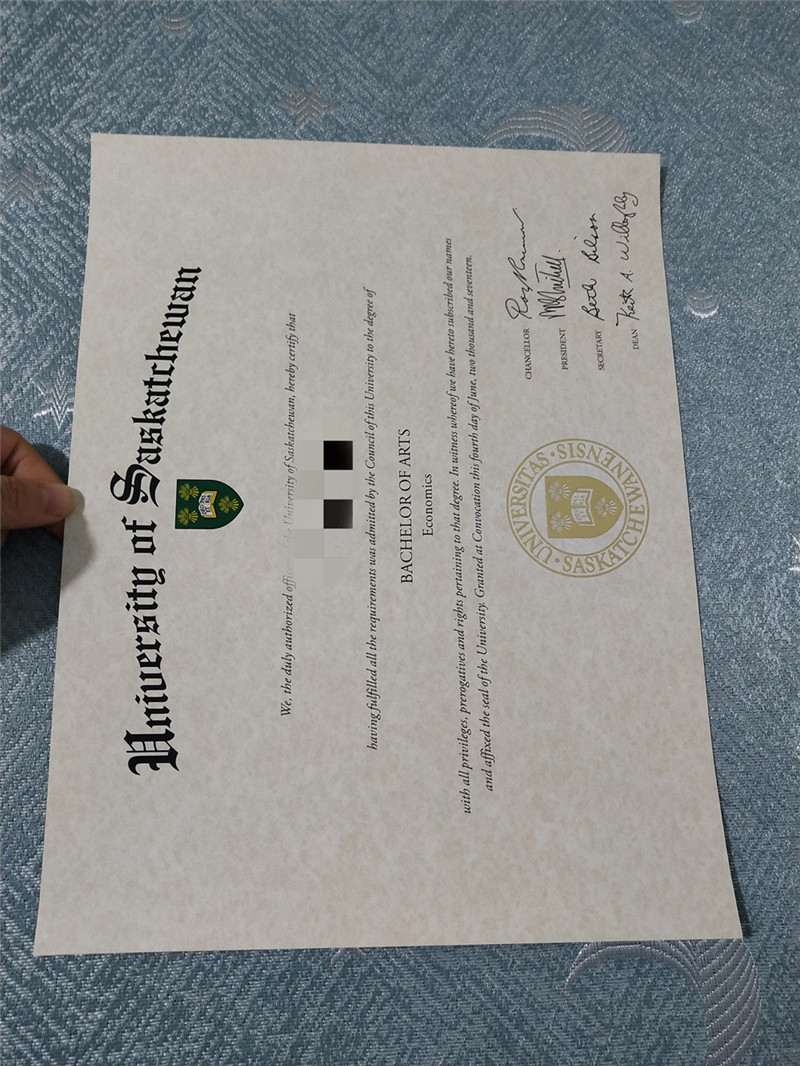 University of Saskatchewan
We, the duly authorized University of Saskatchewan, hereby certify that
having fulfilled all the requirements was admitted by the Council of this University to the degree of
BACHELOR OF ARTS
Economics
with all privileges, prerogatives and rights pertaining to that degree. In witness whereof we have hereto subscribed our names
and affixed the seal of the University. Granted at Convocation this fourth day of June, two thousand and seventeen.
UNIVERSITAS • SASKATCHEWANENSIS •
CHANCELLOR
PRESIDENT
SECRETARY Beth Bilson
DEAN Keith A. Willoughby